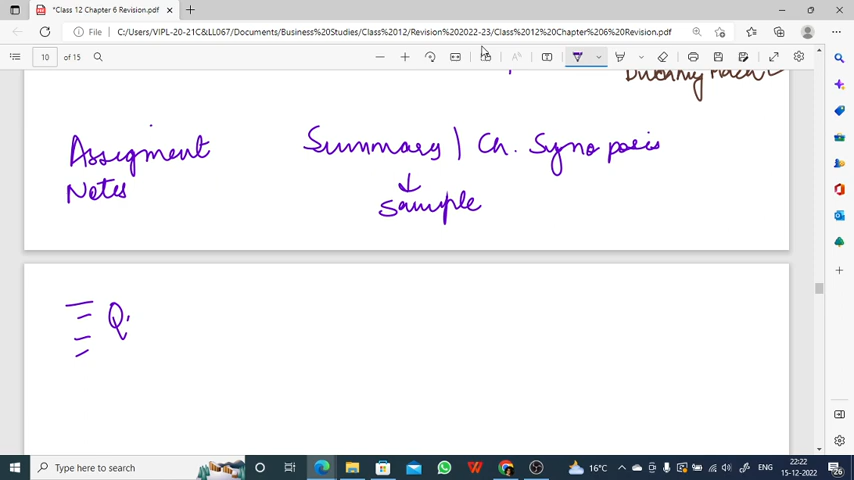 *Class 12 Chapter 6 Revision.pdf
File
C:/Users/VIPL-20-21C&LL067/Documents/Business%20Studies/Class%2012/Revision%202022-23/Class%2012%20Chapter%206%20Revision.pdf
10 of 15
Assigment Summary | Ch. Synoposis
Notes
Sample
Q.
Type here to search
16°C
ENG
22:22
15-12-2022
26